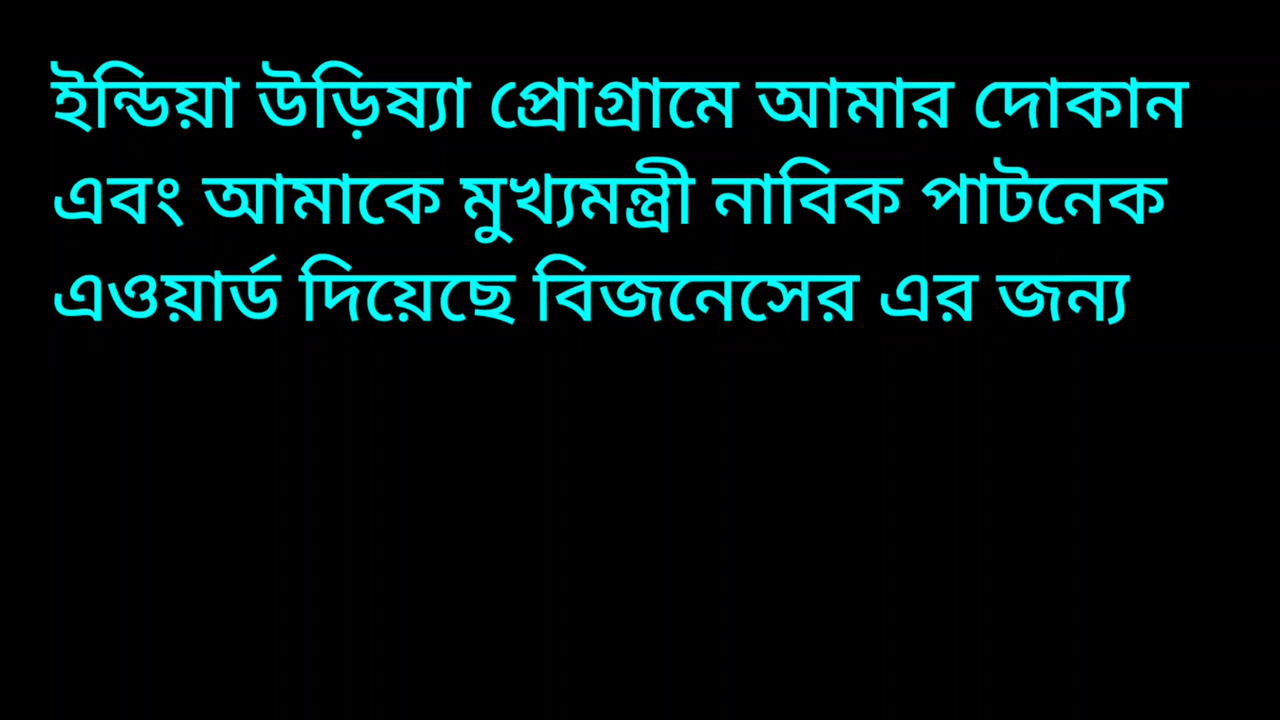 ইন্ডিয়া উড়িষ্যা প্রোগ্রামে আমার দোকান
এবং আমাকে মুখ্যমন্ত্রী নাবিক পাটনেক
এওয়ার্ড দিয়েছে বিজনেসের এর জন্য